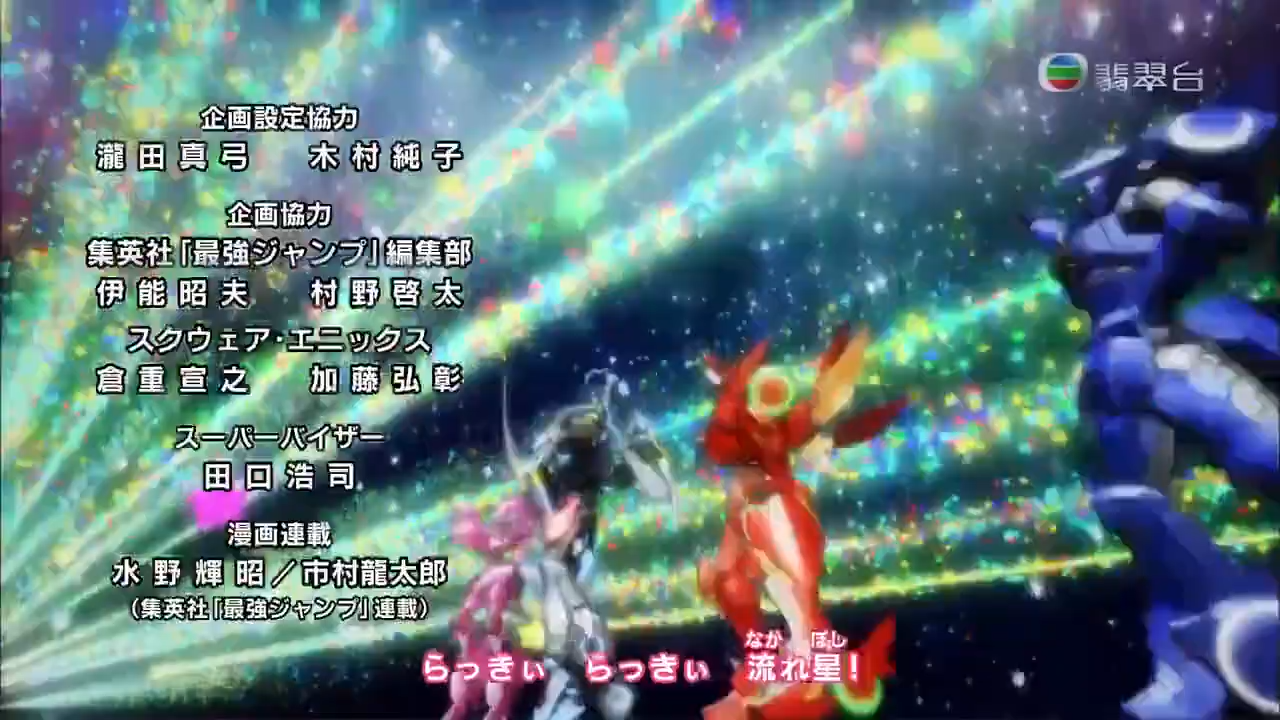 翡翠台
企画設定協力
瀧田真弓　木村純子
企画協力
集英社「最強ジャンプ」編集部
伊能昭夫　村野啓太
スクウェア・エニックス
倉重宣之　加藤弘彰
スーパーバイザー
田口浩司
漫画連載
水野輝昭／市村龍太郎
（集英社「最強ジャンプ」連載）
なか　ぼし
らっきぃ　らっきぃ　流れ星！